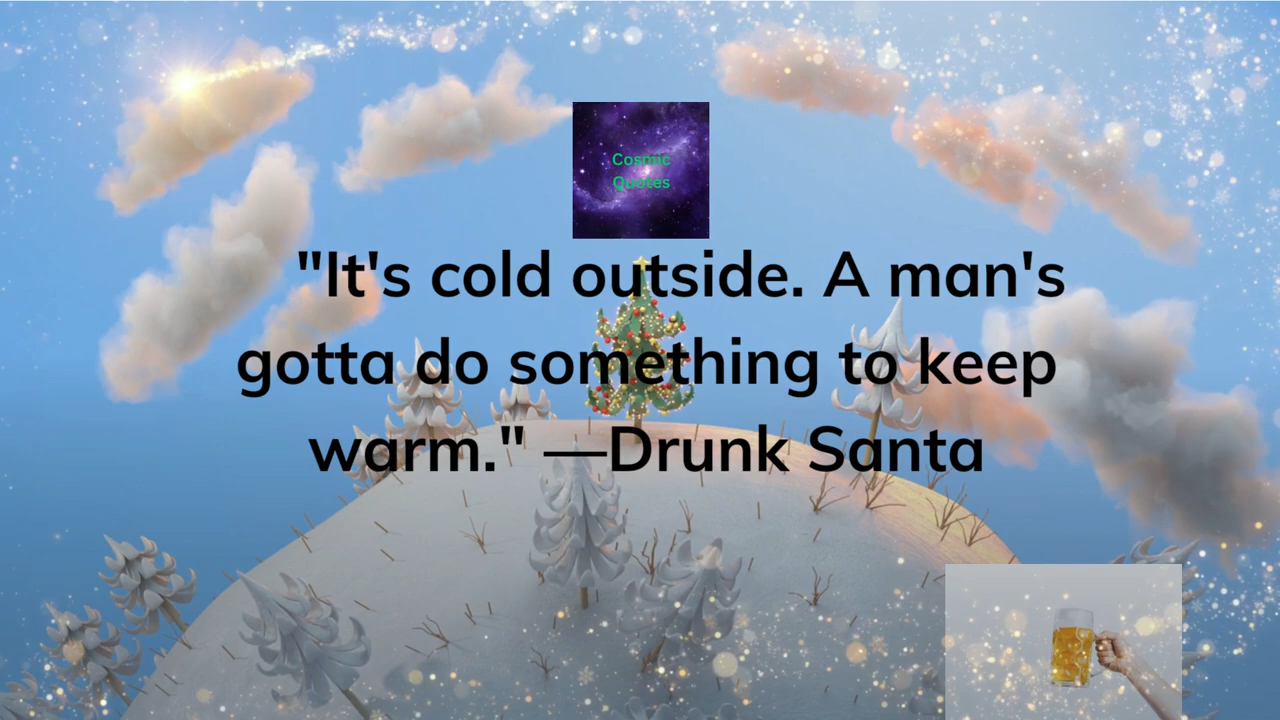 Cosmic
Quotes
"It's cold outside. A man's
gotta do something to keep
warm." —Drunk Santa